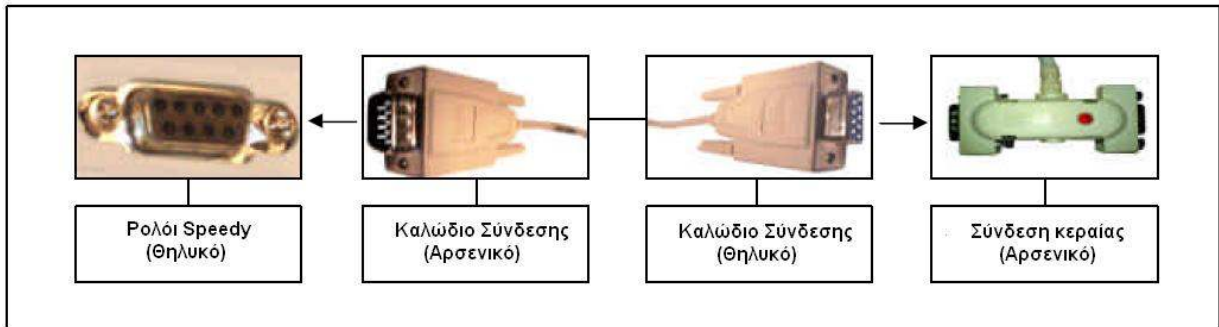 Ρολόι Speedy
(Θηλυκό)
Καλώδιο Σύνδεσης
(Αρσενικό)
Καλώδιο Σύνδεσης
(Θηλυκό)
Σύνδεση κεραίας
(Αρσενικό)